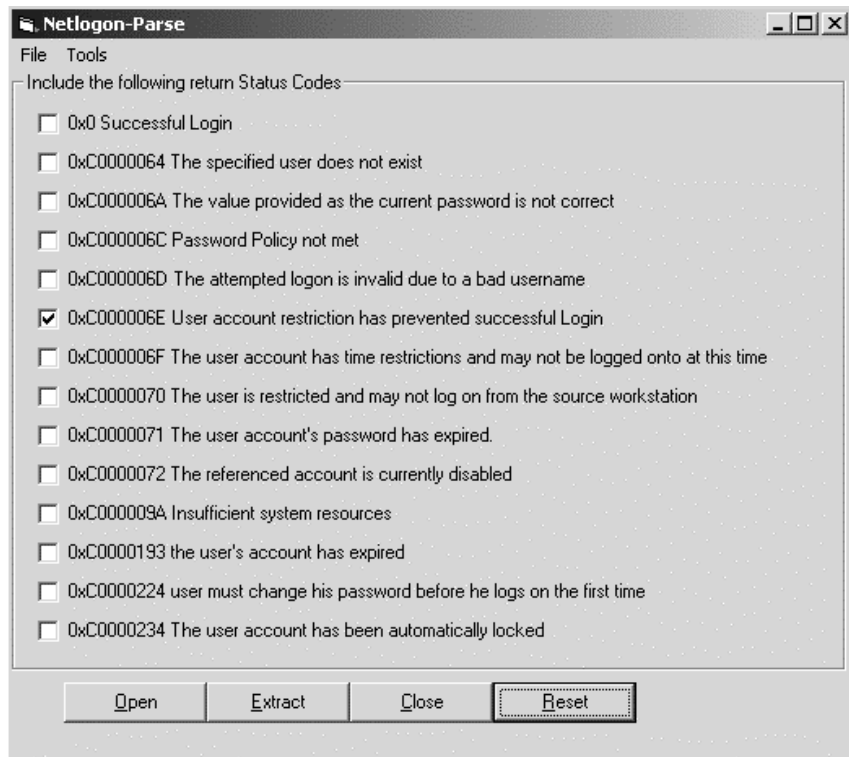 Netlogon-Parse
File Tools
Include the following return Status Codes
0x0 Successful Login
0xC0000064 The specified user does not exist
0xC000006A The value provided as the current password is not correct
0xC000006C Password Policy not met
0xC000006D The attempted logon is invalid due to a bad username
0xC000006E User account restriction has prevented successful Login
0xC000006F The user account has time restrictions and may not be logged onto at this time
0xC0000070 The user is restricted and may not log on from the source workstation
0xC0000071 The user account's password has expired.
0xC0000072 The referenced account is currently disabled
0xC000009A Insufficient system resources
0xC0000193 the user's account has expired
0xC0000224 user must change his password before he logs on the first time
0xC0000234 The user account has been automatically locked
Open Extract Close Reset